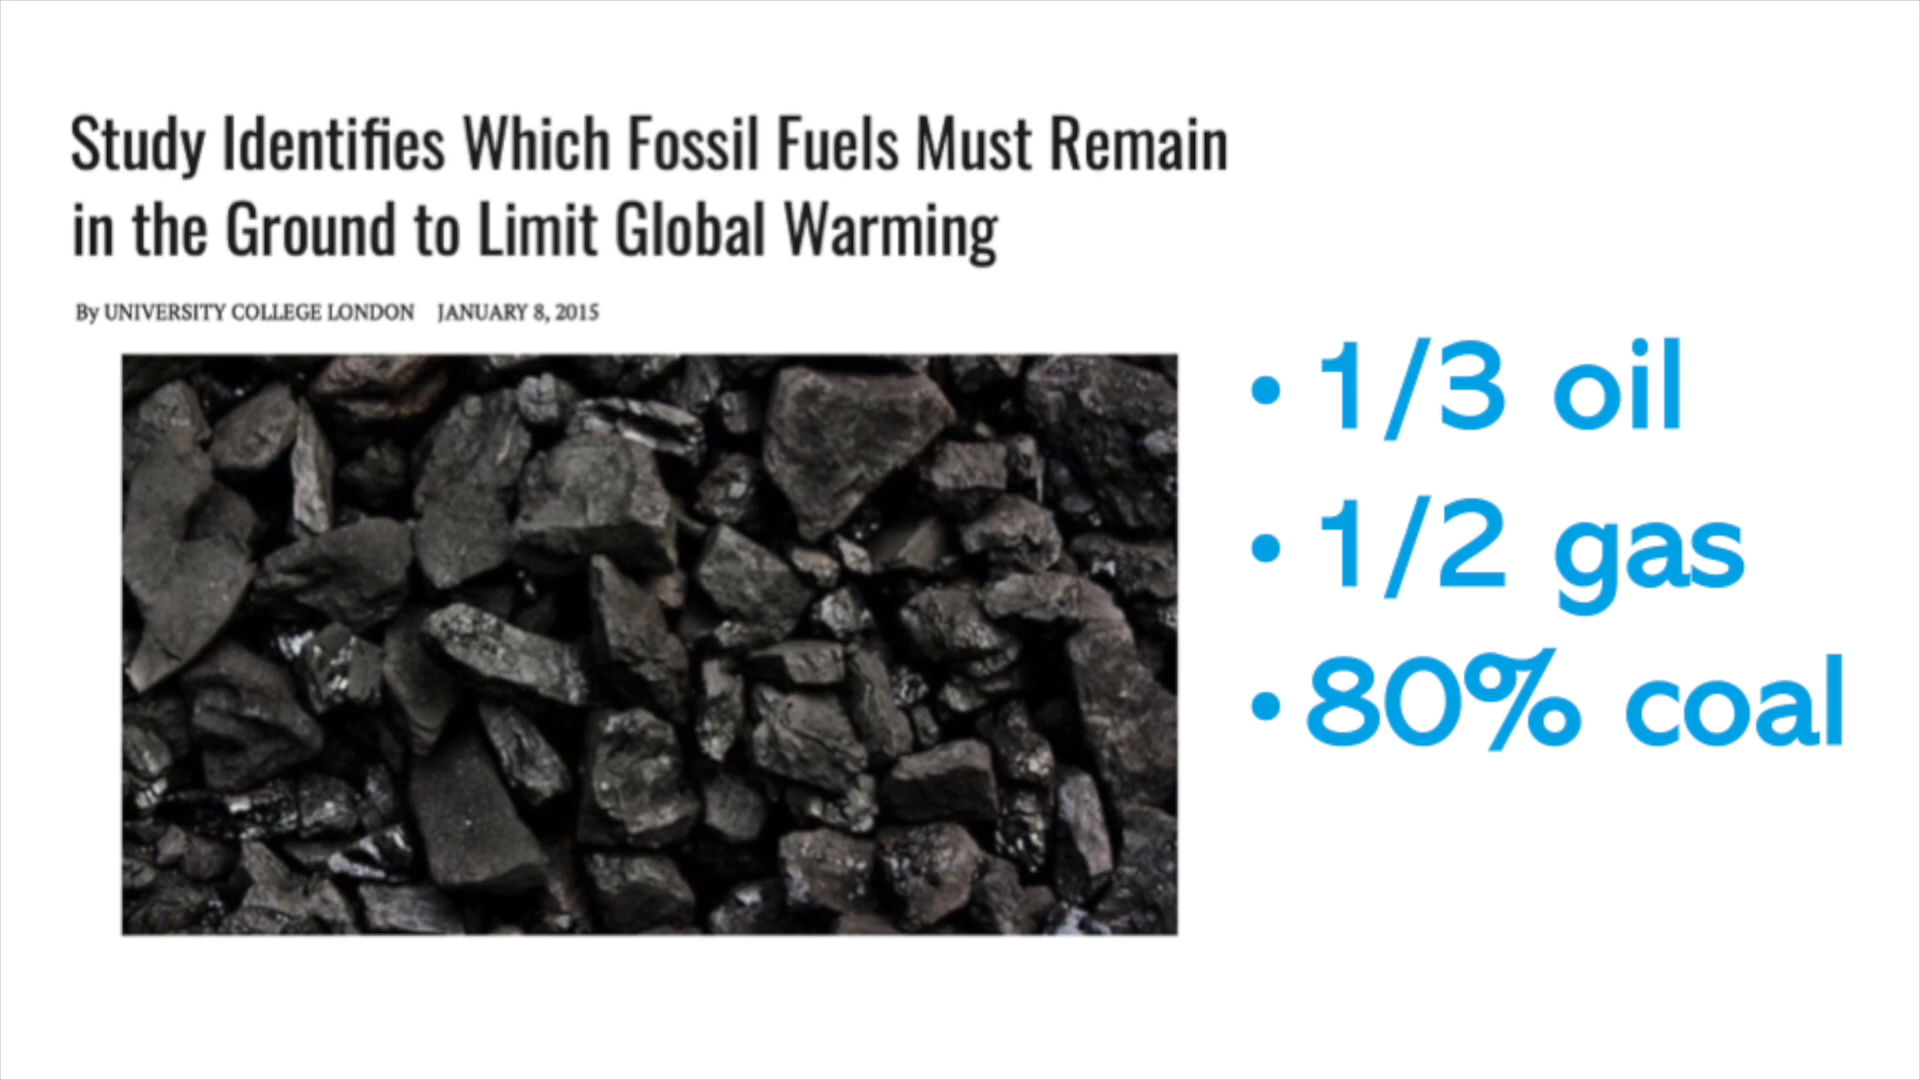 Study Identifies Which Fossil Fuels Must Remain
in the Ground to Limit Global Warming
By UNIVERSITY COLLEGE LONDON JANUARY 8, 2015
• 1/3 oil
• 1/2 gas
• 80% coal